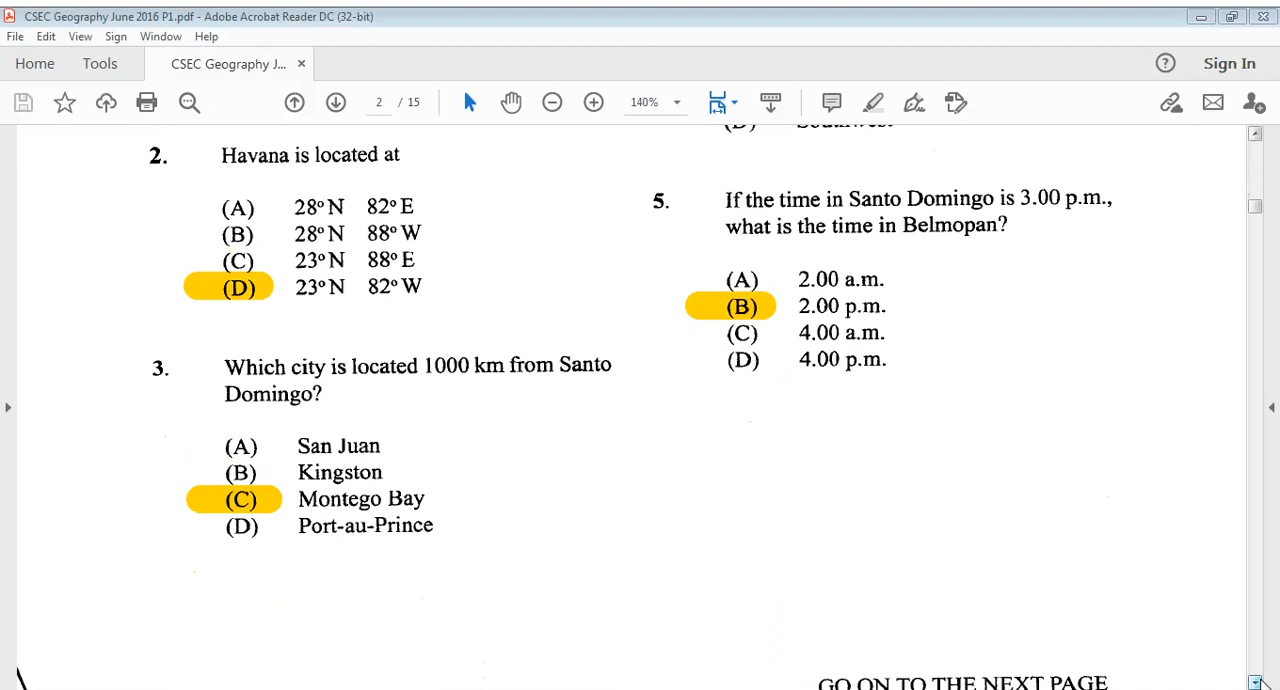 CSEC Geography June 2016 P1.pdf - Adobe Acrobat Reader DC (32-bit)
File Edit View Sign Window Help
Home Tools CSEC Geography J... × Sign In
2 / 15 140%
2. Havana is located at
(A) 28° N 82° E
(B) 28° N 88° W
(C) 23° N 88° E
(D) 23° N 82° W
3. Which city is located 1000 km from Santo
Domingo?
(A) San Juan
(B) Kingston
(C) Montego Bay
(D) Port-au-Prince
(D) Southwest
5. If the time in Santo Domingo is 3.00 p.m.,
what is the time in Belmopan?
(A) 2.00 a.m.
(B) 2.00 p.m.
(C) 4.00 a.m.
(D) 4.00 p.m.
GO ON TO THE NEXT PAGE